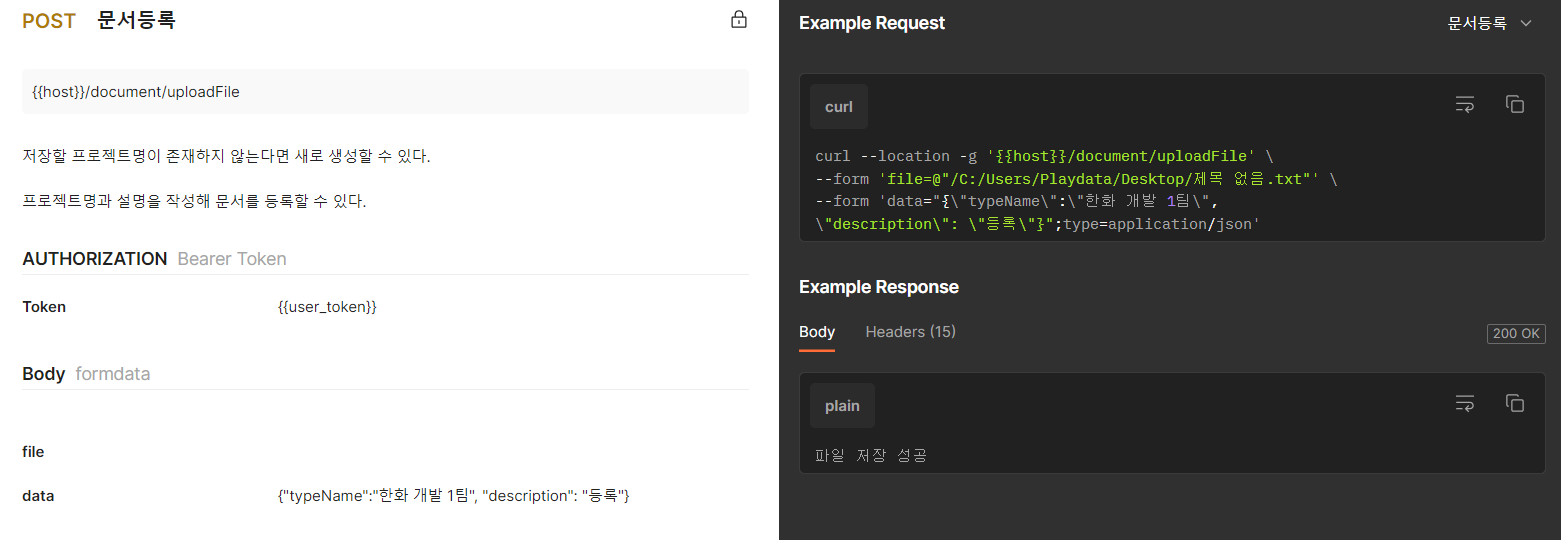 POST 문서등록
{{host}}/document/uploadFile
저장할 프로젝트명이 존재하지 않는다면 새로 생성할 수 있다.
프로젝트명과 설명을 작성해 문서를 등록할 수 있다.
AUTHORIZATION Bearer Token
Token {{user_token}}
Body formdata
file
data {"typeName":"한화 개발 1팀", "description": "등록"}
Example Request 문서등록
curl
curl --location -g '{{host}}/document/uploadFile' \
--form 'file=@"/C:/Users/Playdata/Desktop/제목 없음.txt"' \
--form 'data="{\"typeName\":\"한화 개발 1팀\",
\"description\": \"등록\"}";type=application/json'
Example Response
Body Headers (15) 200 OK
plain
파일 저장 성공